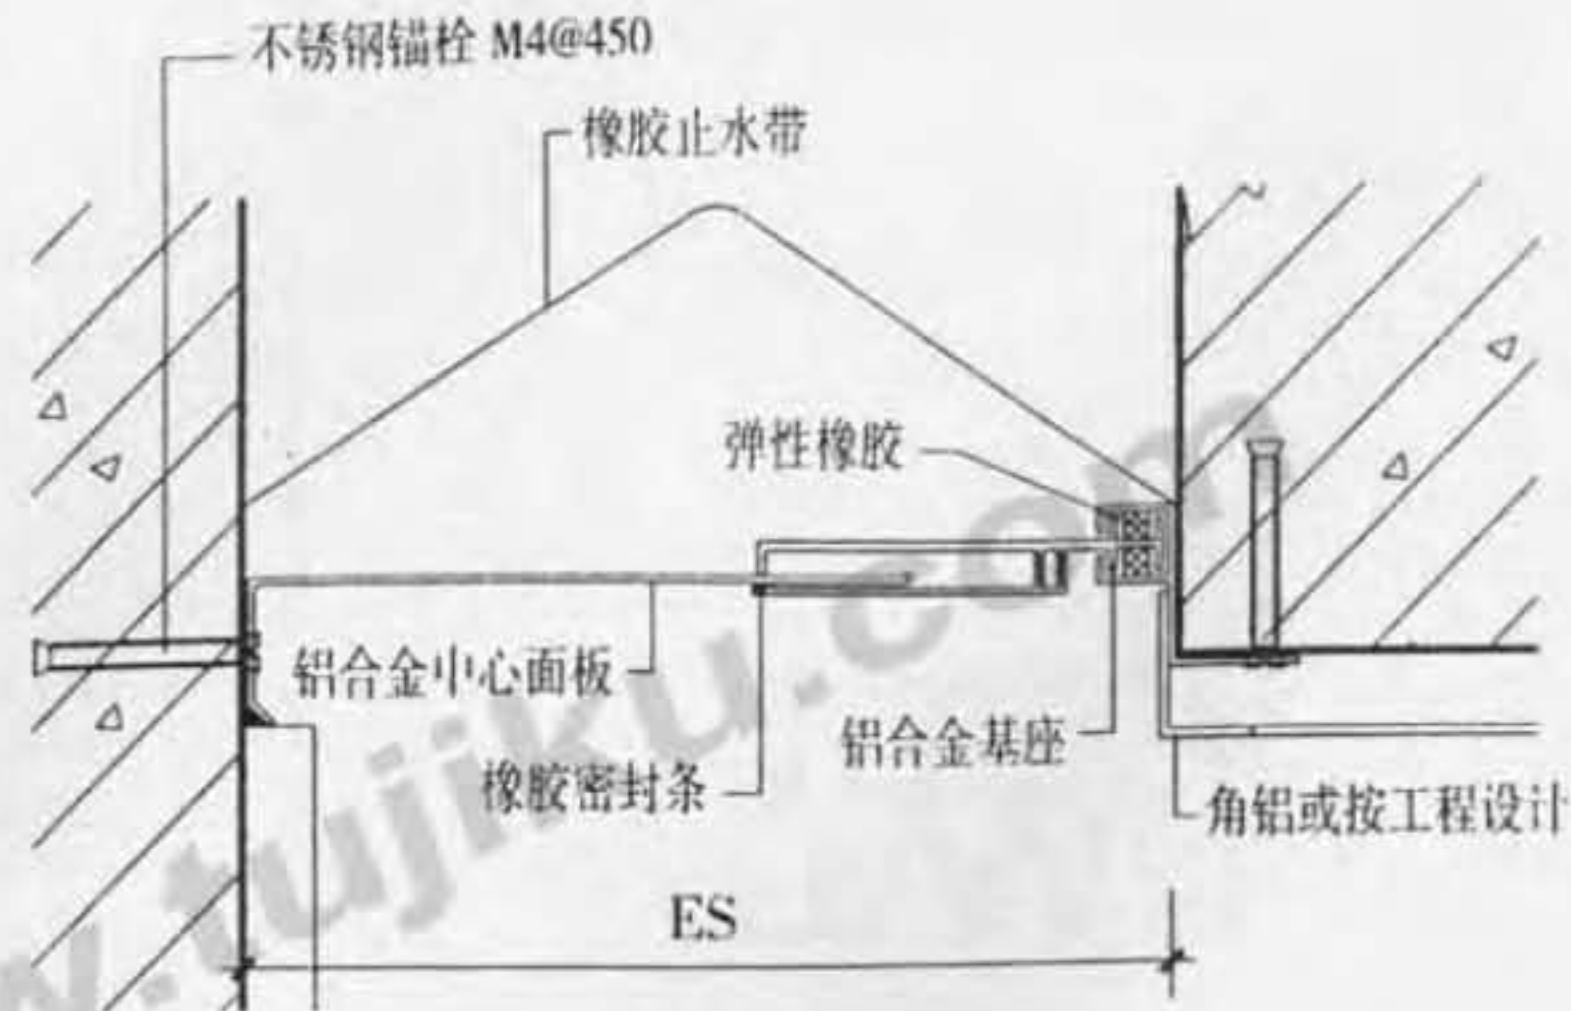 不锈钢锚栓 M4@450
橡胶止水带
弹性橡胶
铝合金中心面板
铝合金基座
橡胶密封条
角铝或按工程设计
ES
w.tujiku.com